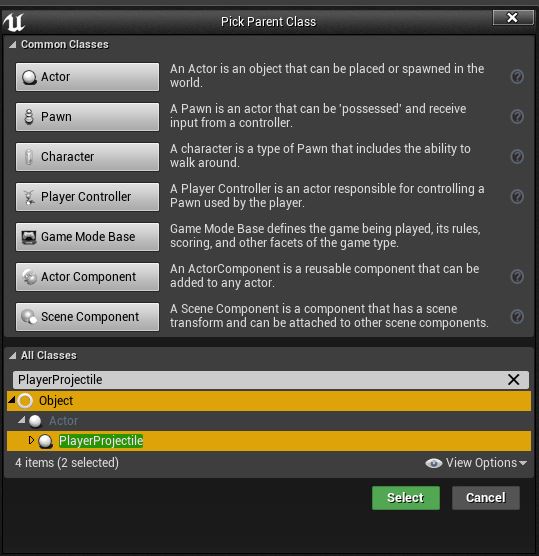 Pick Parent Class
Common Classes
Actor
An Actor is an object that can be placed or spawned in the
world.
Pawn
A Pawn is an actor that can be 'possessed' and receive
input from a controller.
Character
A character is a type of Pawn that includes the ability to
walk around.
Player Controller
A Player Controller is an actor responsible for controlling a
Pawn used by the player.
Game Mode Base
Game Mode Base defines the game being played, its rules,
scoring, and other facets of the game type.
Actor Component
An ActorComponent is a reusable component that can be
added to any actor.
Scene Component
A Scene Component is a component that has a scene
transform and can be attached to other scene components.
All Classes
PlayerProjectile
Object
Actor
PlayerProjectile
4 items (2 selected)
View Options
Select
Cancel